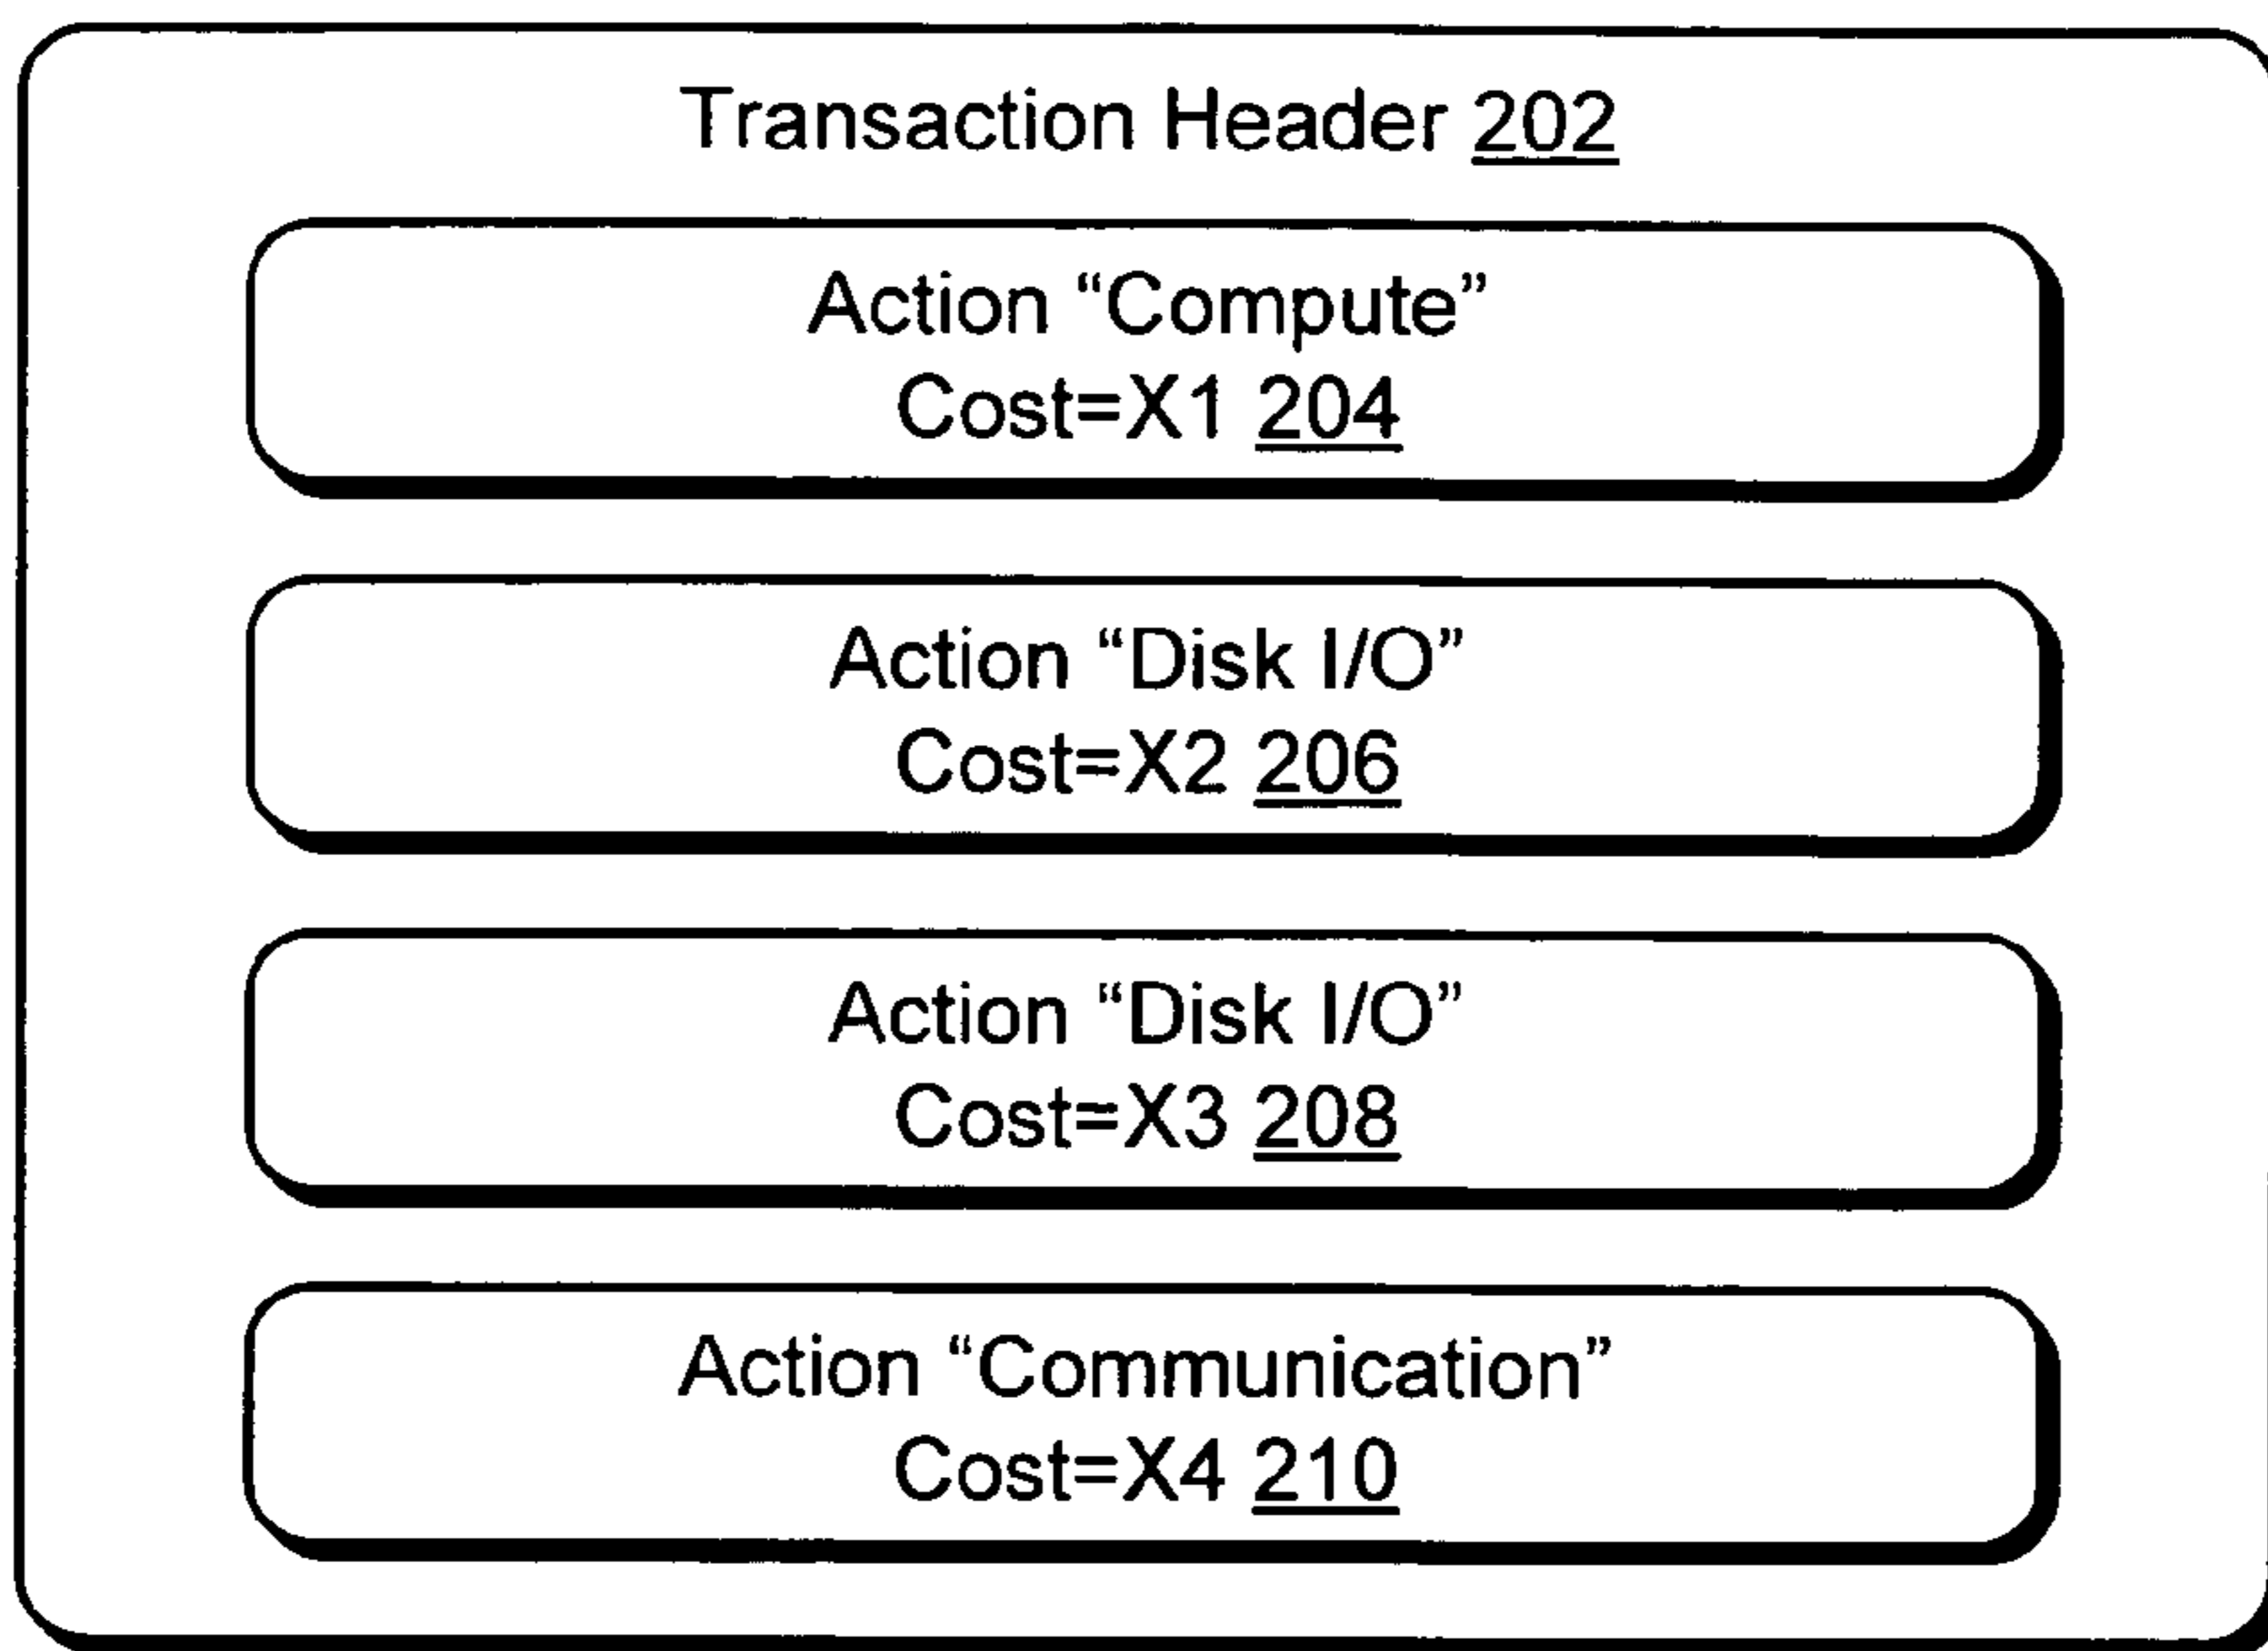 Transaction Header 202
Action “Compute”
Cost=X1 204
Action “Disk I/O”
Cost=X2 206
Action “Disk I/O”
Cost=X3 208
Action “Communication”
Cost=X4 210